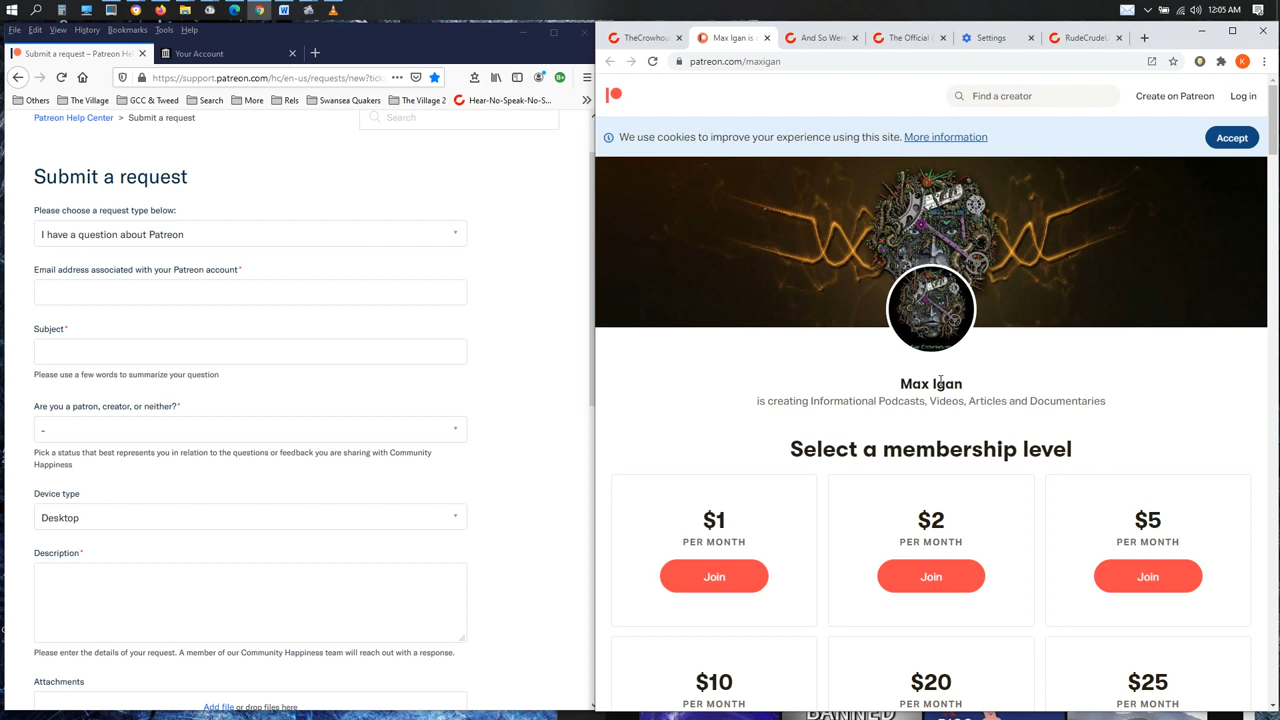 12:05 AM
File Edit View History Bookmarks Tools Help
Submit a request – Patreon He
Your Account
https://support.patreon.com/hc/en-us/requests/new?tick
Others The Village GCC & Tweed Search More Rels Swansea Quakers The Village 2 Hear-No-Speak-No-S...
Patreon Help Center > Submit a request
Search
Submit a request
Please choose a request type below:
I have a question about Patreon
Email address associated with your Patreon account*
Subject*
Please use a few words to summarize your question
Are you a patron, creator, or neither?*
-
Pick a status that best represents you in relation to the questions or feedback you are sharing with Community
Happiness
Device type
Desktop
Description*
Please enter the details of your request. A member of our Community Happiness team will reach out with a response.
Attachments
Add file or drop files here
TheCrowhou
Max Igan is
And So Were
The Official
Settings
RudeCrudeL
patreon.com/maxigan
K
Find a creator
Create on Patreon
Log in
We use cookies to improve your experience using this site. More information
Accept
Max Igan
is creating Informational Podcasts, Videos, Articles and Documentaries
Select a membership level
$1 $2 $5
PER MONTH PER MONTH PER MONTH
Join Join Join
$10 $20 $25
PER MONTH PER MONTH PER MONTH
BANNED